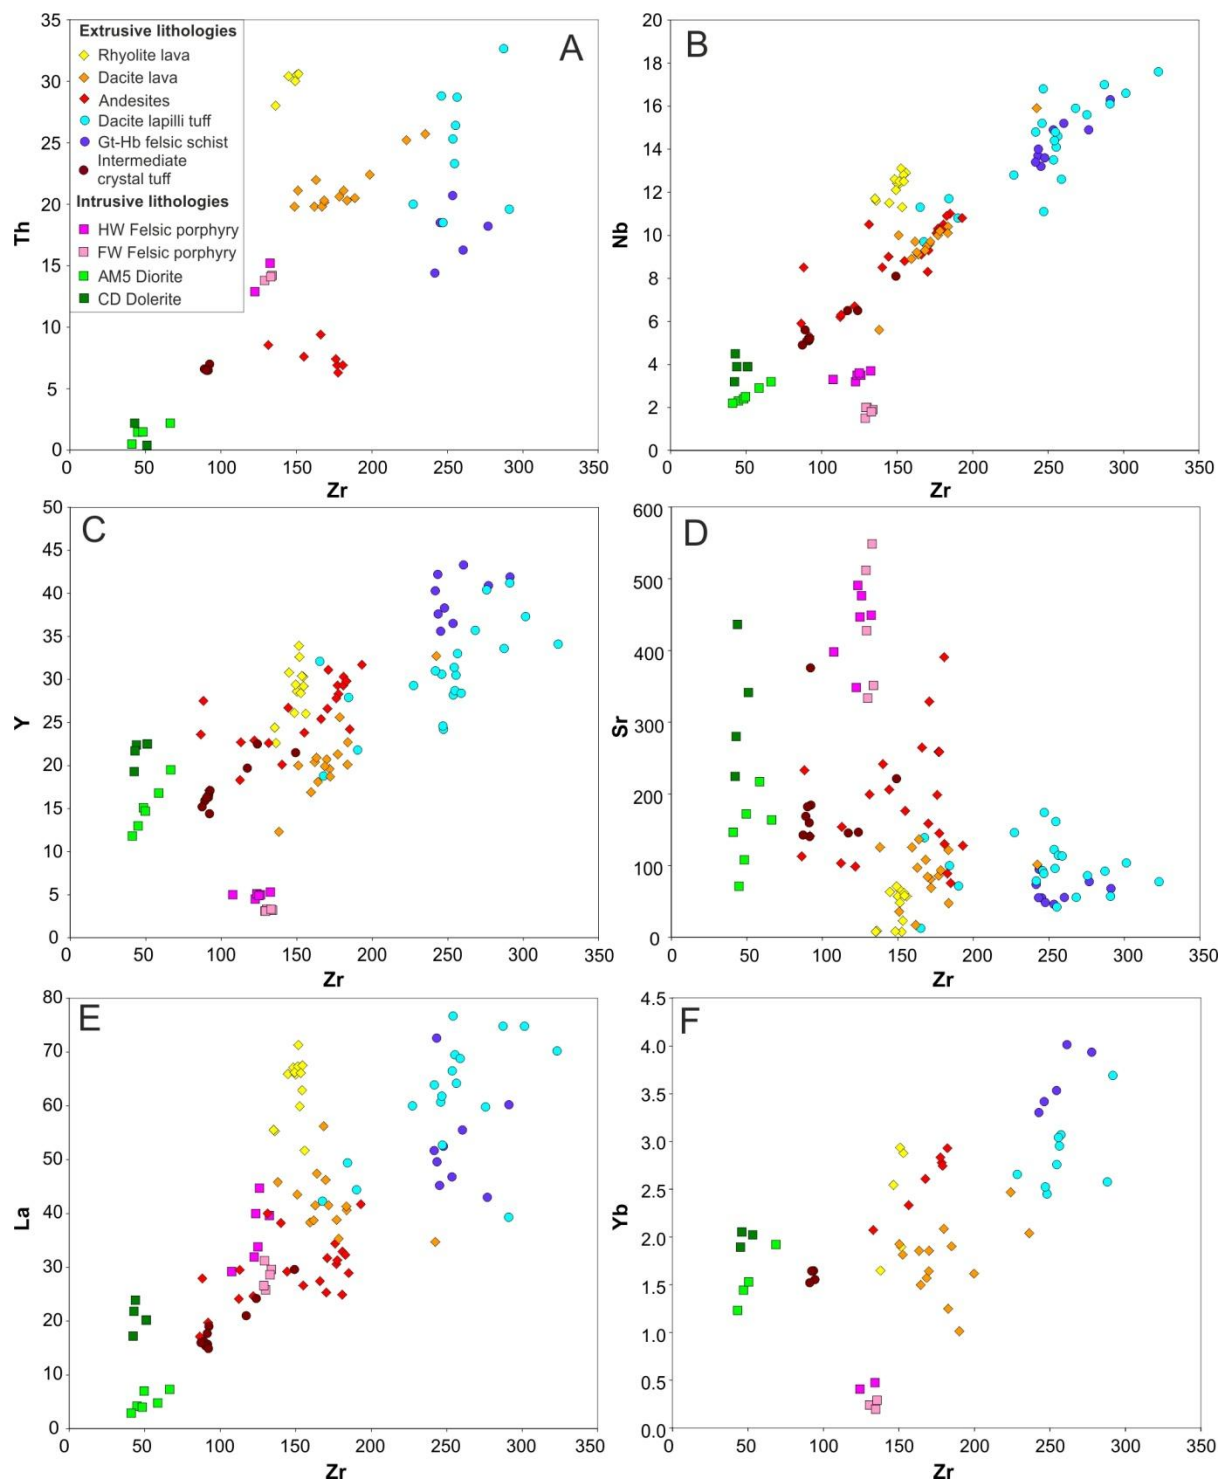 A
35
30
25
20
15
10
5
0
Th
0 50 100 150 200 250 300 350
Zr
Extrusive lithologies
Rhyolite lava
Dacite lava
Andesites
Dacite lapilli tuff
Gt-Hb felsic schist
Intermediate
crystal tuff
Intrusive lithologies
HW Felsic porphyry
FW Felsic porphyry
AM5 Diorite
CD Dolerite
B
20
18
16
14
12
10
8
6
4
2
0
Nb
0 50 100 150 200 250 300 350
Zr
C
50
45
40
35
30
25
20
15
10
5
0
Y
0 50 100 150 200 250 300 350
Zr
D
600
500
400
300
200
100
0
Sr
0 50 100 150 200 250 300 350
Zr
E
80
70
60
50
40
30
20
10
0
La
0 50 100 150 200 250 300 350
Zr
F
4.5
4.0
3.5
3.0
2.5
2.0
1.5
1.0
0.5
0.0
Yb
0 50 100 150 200 250 300 350
Zr